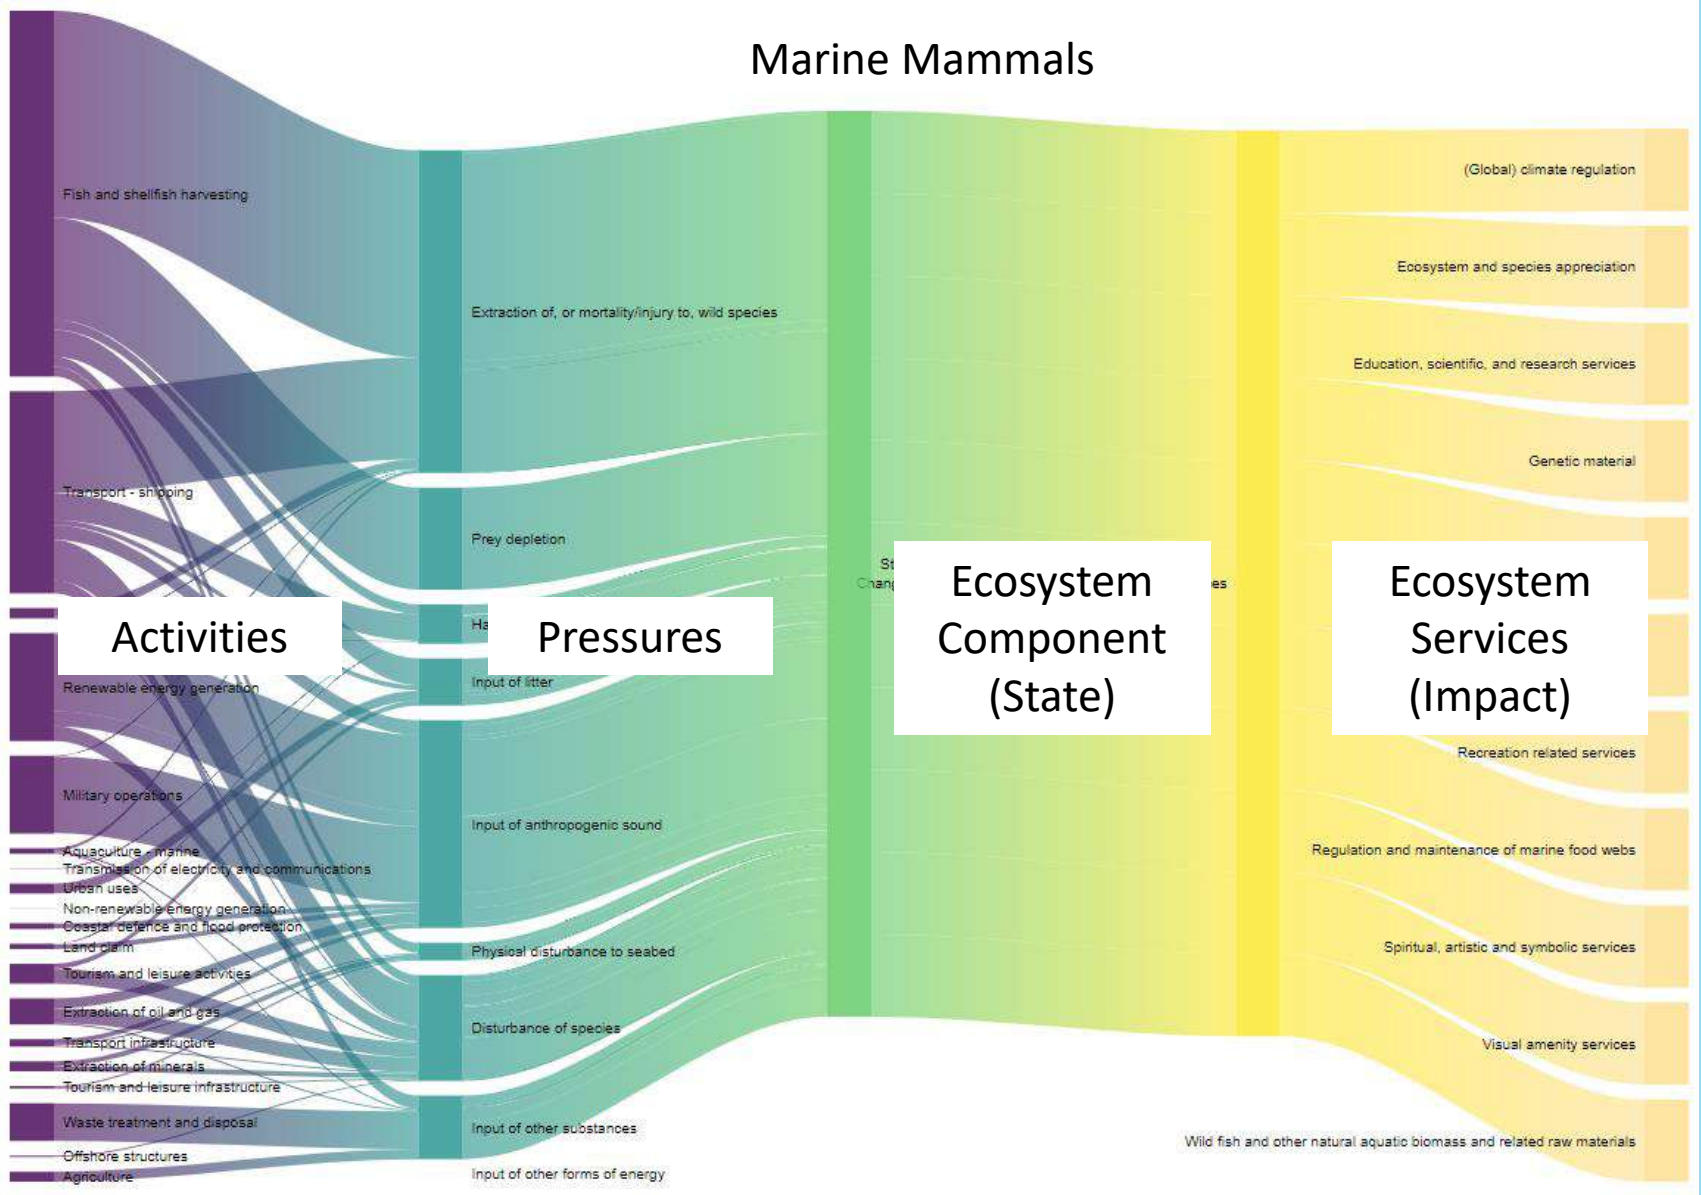 Marine Mammals
Fish and shellfish harvesting
Transport - shipping
Activities
Renewable energy generation
Military operations
Aquaculture - marine
Transmission of electricity and communications
Urban uses
Non-renewable energy generation
Coastal defence and flood protection
Land claim
Tourism and leisure activities
Extraction of oil and gas
Transport infrastructure
Extraction of minerals
Tourism and leisure infrastructure
Waste treatment and disposal
Offshore structures
Agriculture
Extraction of, or mortality/injury to, wild species
Prey depletion
Pressures
Input of litter
Input of anthropogenic sound
Physical disturbance to seabed
Disturbance of species
Input of other substances
Input of other forms of energy
Ecosystem
Component
(State)
(Global) climate regulation
Ecosystem and species appreciation
Education, scientific, and research services
Genetic material
Ecosystem
Services
(Impact)
Recreation related services
Regulation and maintenance of marine food webs
Spiritual, artistic and symbolic services
Visual amenity services
Wild fish and other natural aquatic biomass and related raw materials